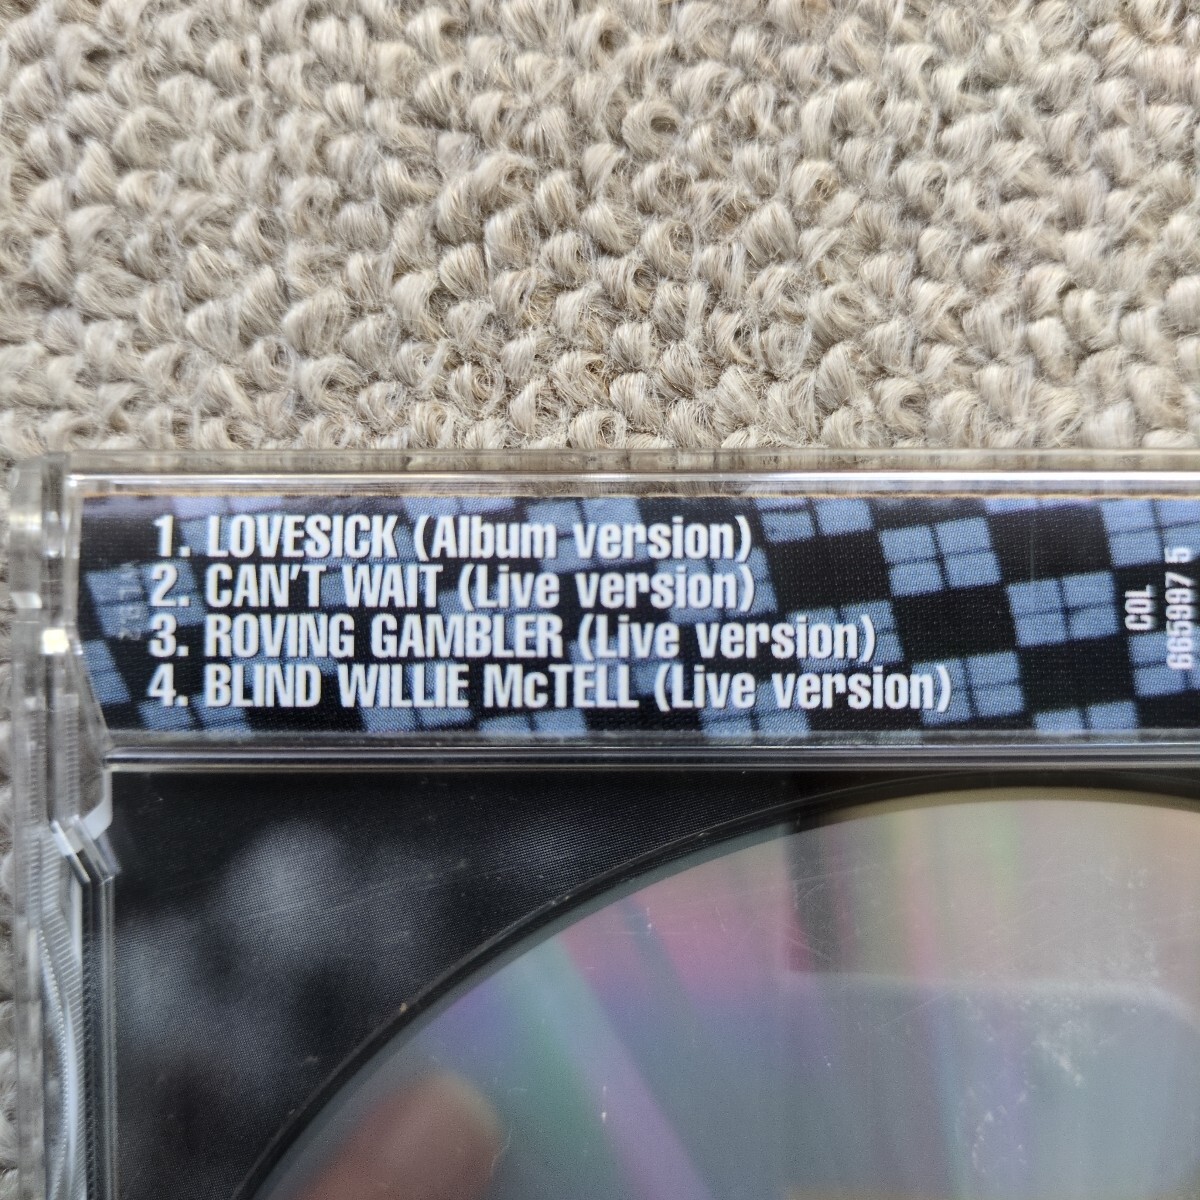 1. LOVESICK (Album version)
2. CAN'T WAIT (Live version)
3. ROVING GAMBLER (Live version)
4. BLIND WILLIE McTELL (Live version)
COL
665997 5